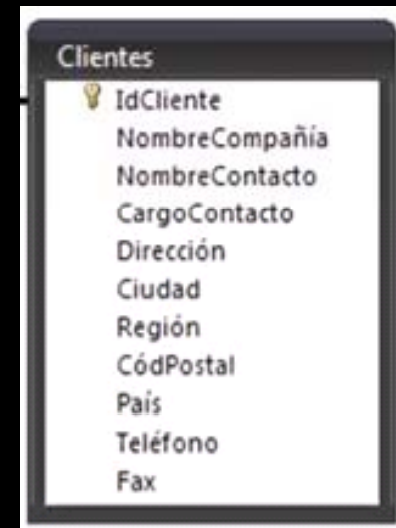 Clientes
IdCliente
NombreCompañía
NombreContacto
CargoContacto
Dirección
Ciudad
Región
CódPostal
País
Teléfono
Fax